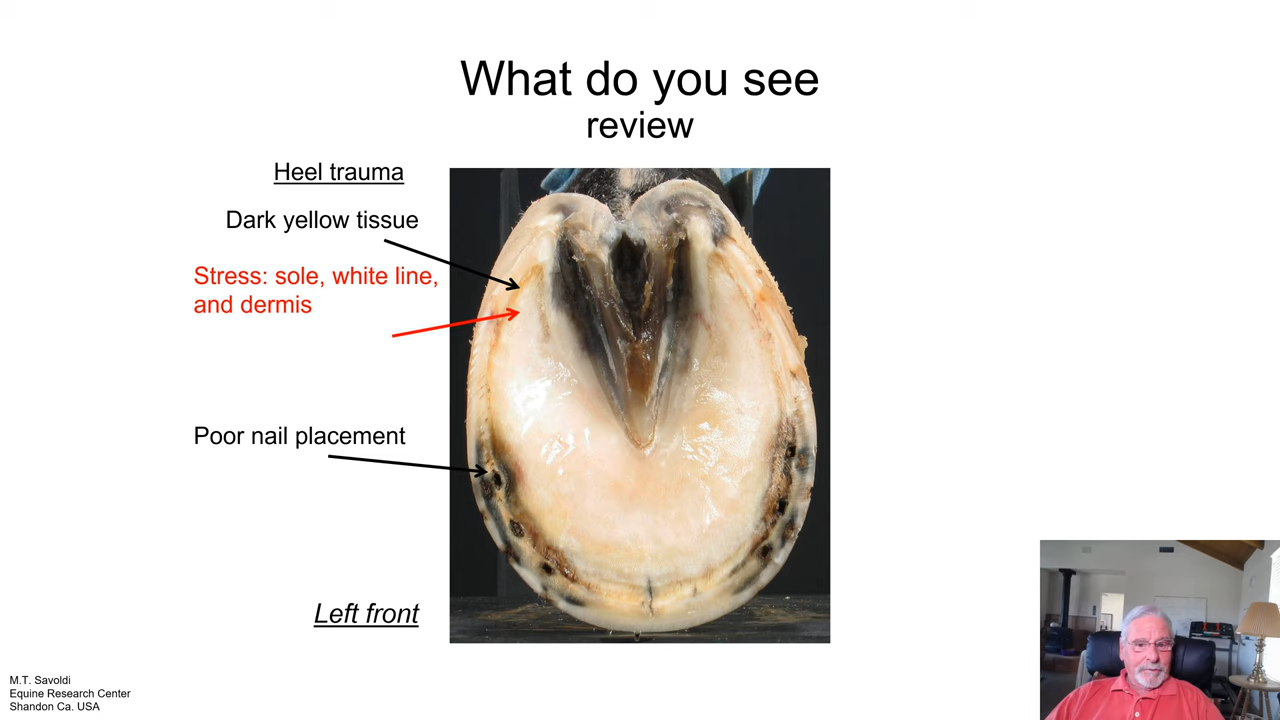 What do you see
review
Heel trauma
Dark yellow tissue
Stress: sole, white line,
and dermis
Poor nail placement
Left front
M.T. Savoldi
Equine Research Center
Shandon Ca. USA